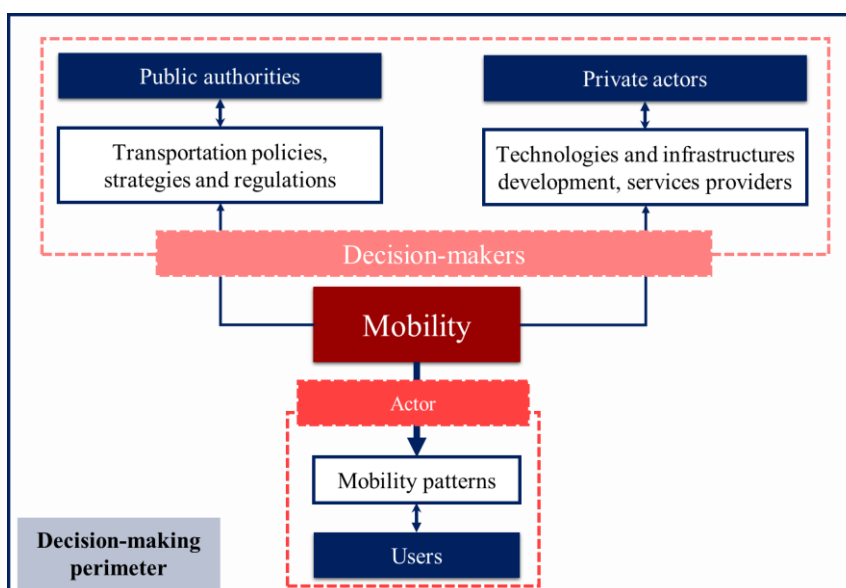 Public authorities
Private actors
Transportation policies,
strategies and regulations
Technologies and infrastructures
development, services providers
Decision-makers
Mobility
Actor
Mobility patterns
Users
Decision-making
perimeter